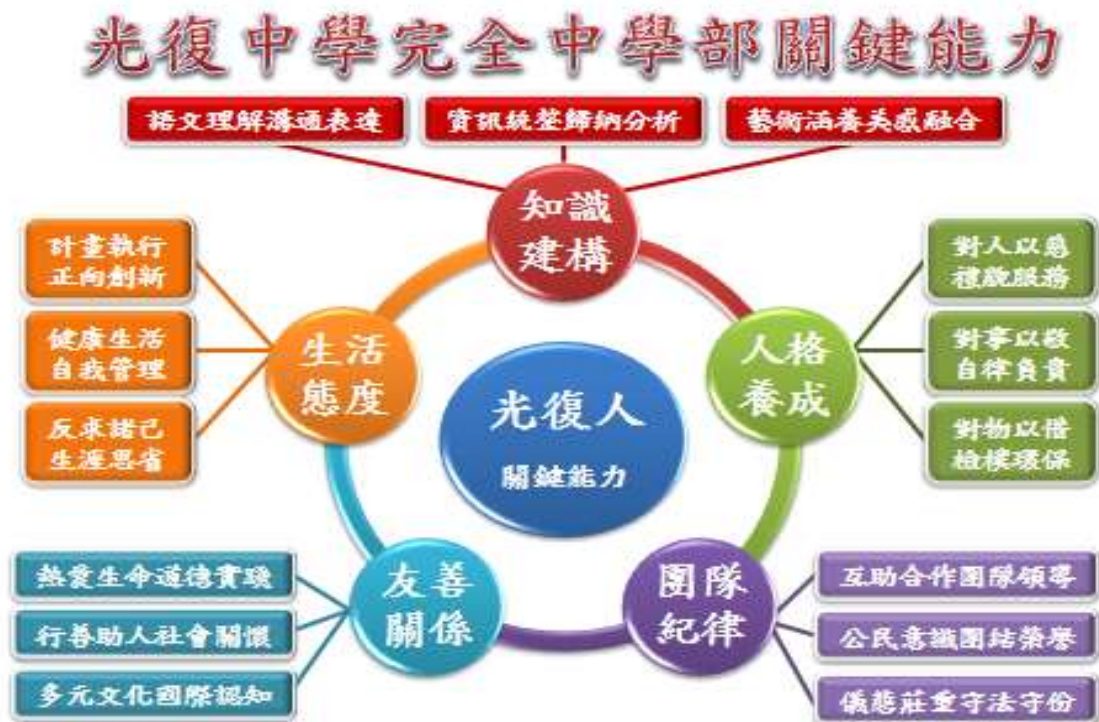 光復中學完全中學部關鍵能力
語文理解溝通表達
資訊統整歸納分析
藝術涵養美感融合
知識
建構
計畫執行
正向創新
健康生活
自我管理
反求諸己
生涯思省
生活
態度
光復人
關鍵能力
人格
養成
對人以慈
禮貌服務
對事以敬
自律負責
對物以惜
檢樸環保
熱愛生命道德實踐
行善助人社會關懷
多元文化國際認知
友善
關係
團隊
紀律
互助合作團隊領導
公民意識團結榮譽
儀態莊重守法守份